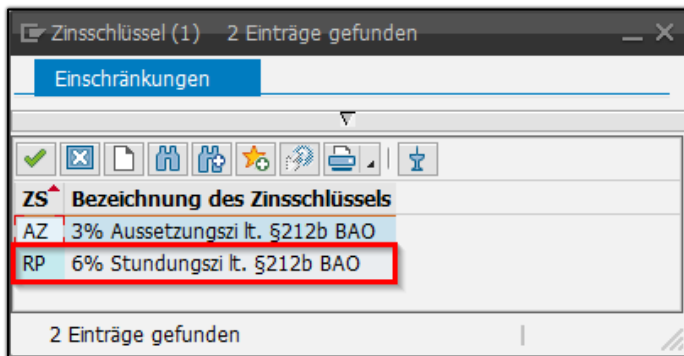 Zinsschlüssel (1) 2 Einträge gefunden
Einschränkungen
ZS Bezeichnung des Zinsschlüssels
AZ 3% Aussetzungszi lt. §212b BAO
RP 6% Stundungszi lt. §212b BAO
2 Einträge gefunden